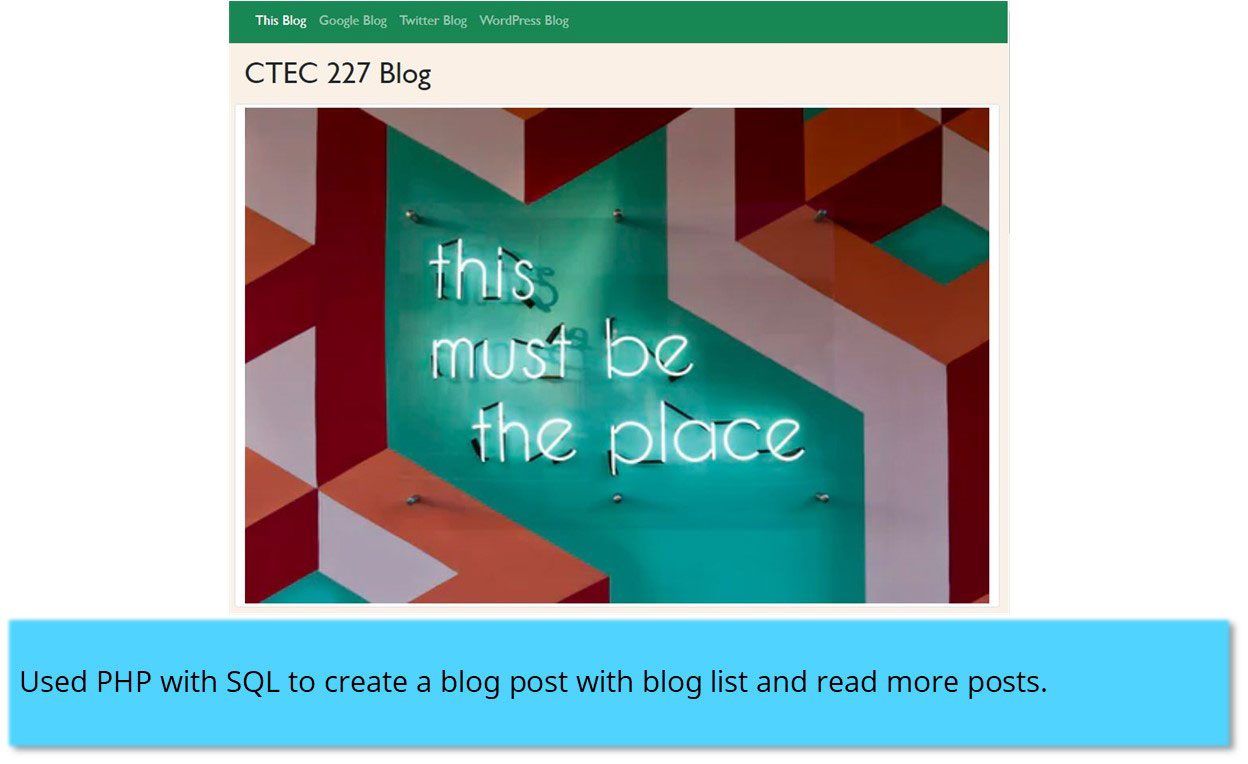 This Blog Google Blog Twitter Blog WordPress Blog
CTEC 227 Blog
this
must be
the place
Used PHP with SQL to create a blog post with blog list and read more posts.